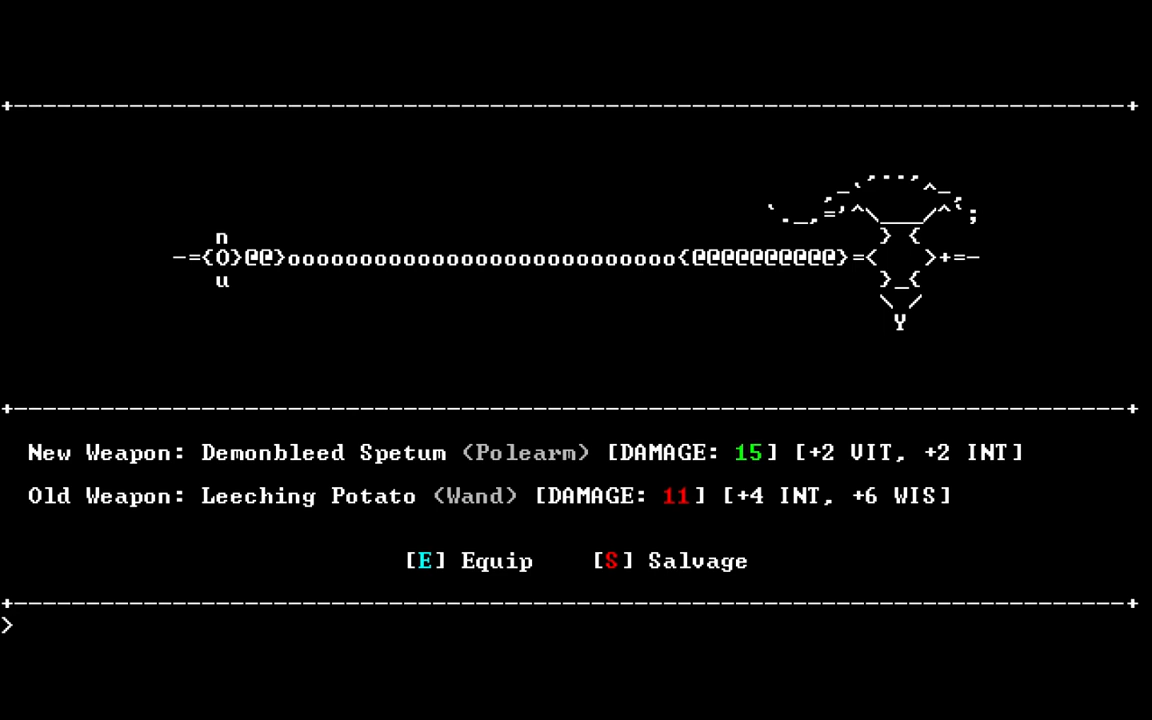 New Weapon: Demonbleed Spetum (Polearm) [DAMAGE: 15] [+2 VIT, +2 INT]
Old Weapon: Leeching Potato (Wand) [DAMAGE: 11] [+4 INT, +6 WIS]
[E] Equip [S] Salvage
>